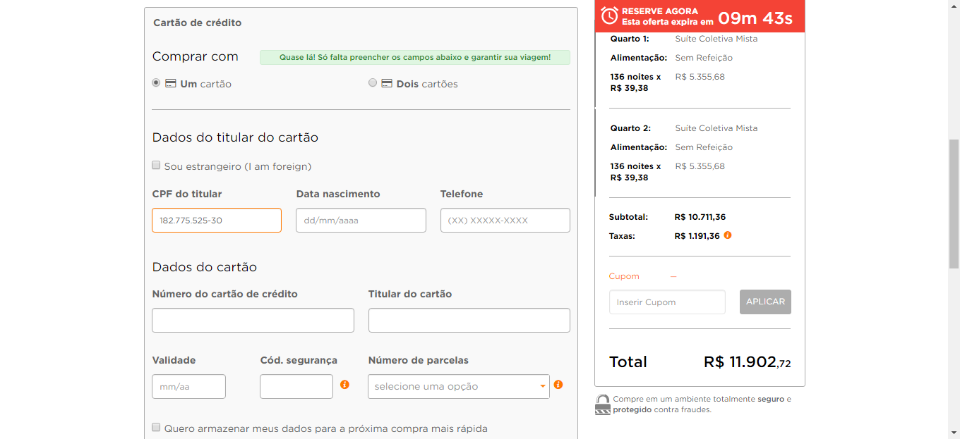 Cartão de crédito
Comprar com
Quase lá! Só falta preencher os campos abaixo e garantir sua viagem!
Um cartão
Dois cartões
Dados do titular do cartão
Sou estrangeiro (I am foreign)
CPF do titular
Data nascimento
Telefone
182.775.525-30
dd/mm/aaaa
(XX) XXXXX-XXXX
Dados do cartão
Número do cartão de crédito
Titular do cartão
Validade
Cód. segurança
Número de parcelas
mm/aa
selecione uma opção
Quero armazenar meus dados para a próxima compra mais rápida
RESERVE AGORA
Esta oferta expira em 09m 43s
Quarto 1: Suíte Coletiva Mista
Alimentação: Sem Refeição
136 noites x R$ 5.355,68
R$ 39,38
Quarto 2: Suíte Coletiva Mista
Alimentação: Sem Refeição
136 noites x R$ 5.355,68
R$ 39,38
Subtotal: R$ 10.711,36
Taxas: R$ 1.191,36
Cupom
Inserir Cupom
APLICAR
Total R$ 11.902,72
Compre em um ambiente totalmente seguro e
protegido contra fraudes.